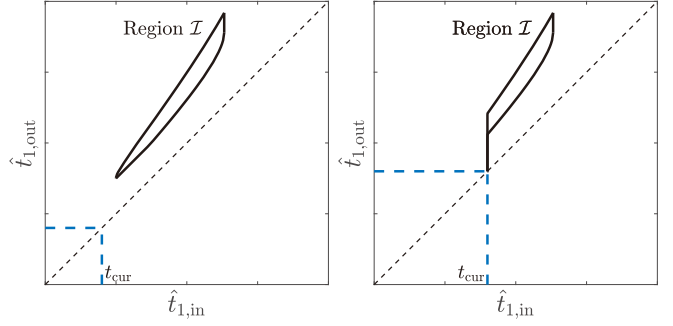 Region 𝓘
t̂₁,out
t_cur
t̂₁,in
Region 𝓘
t̂₁,out
t_cur
t̂₁,in